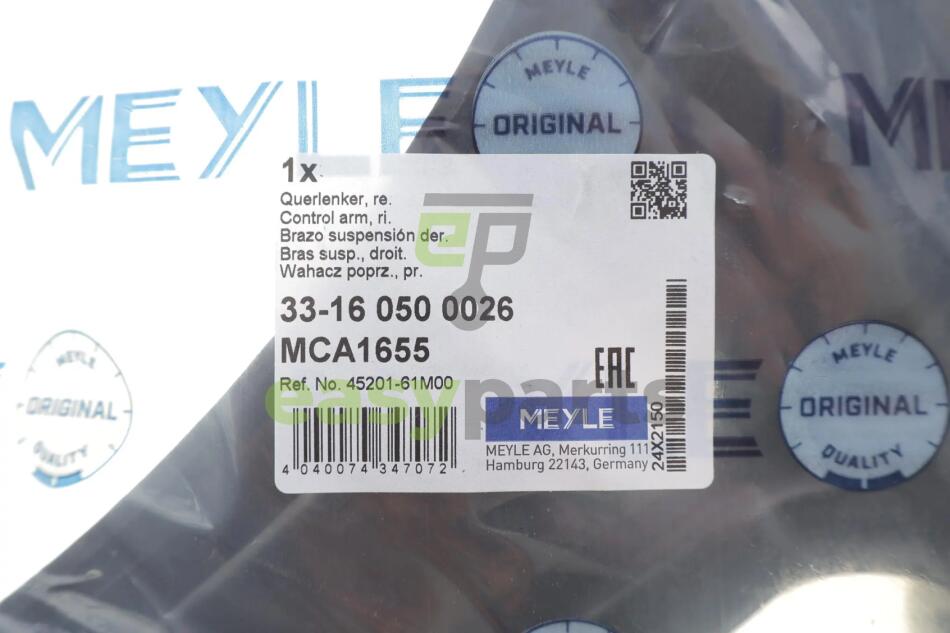 MEYLE
ORIGINAL
MEYLE
1x
Querlenker, re.
Control arm, ri.
Brazo suspensión der.
Bras susp., droit.
Wahacz poprz., pr.
ep
33-16 050 0026
MCA1655
EAC
Ref. No. 45201-61M00
easyparts
MEYLE
MEYLE AG, Merkurring 111
Hamburg 22143, Germany
4 040074 347072
24X2150
ORIGINAL
QUALITY
MEYLE
ORIGINAL
QUALITY